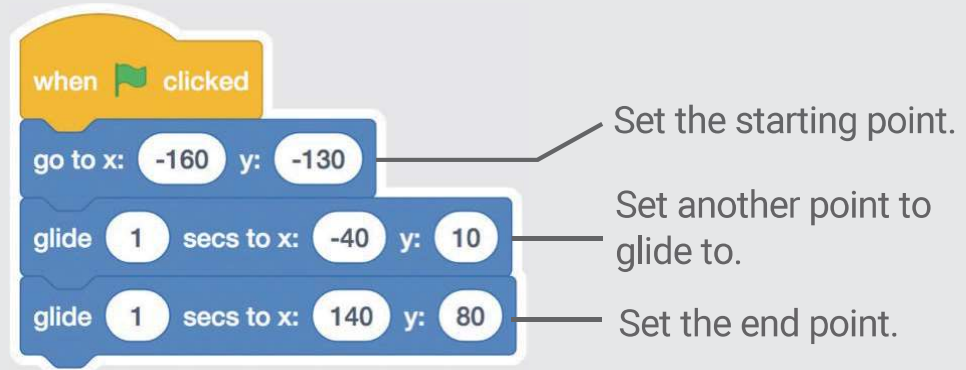 when clicked
go to x: -160 y: -130
Set the starting point.
glide 1 secs to x: -40 y: 10
Set another point to
glide to.
glide 1 secs to x: 140 y: 80
Set the end point.